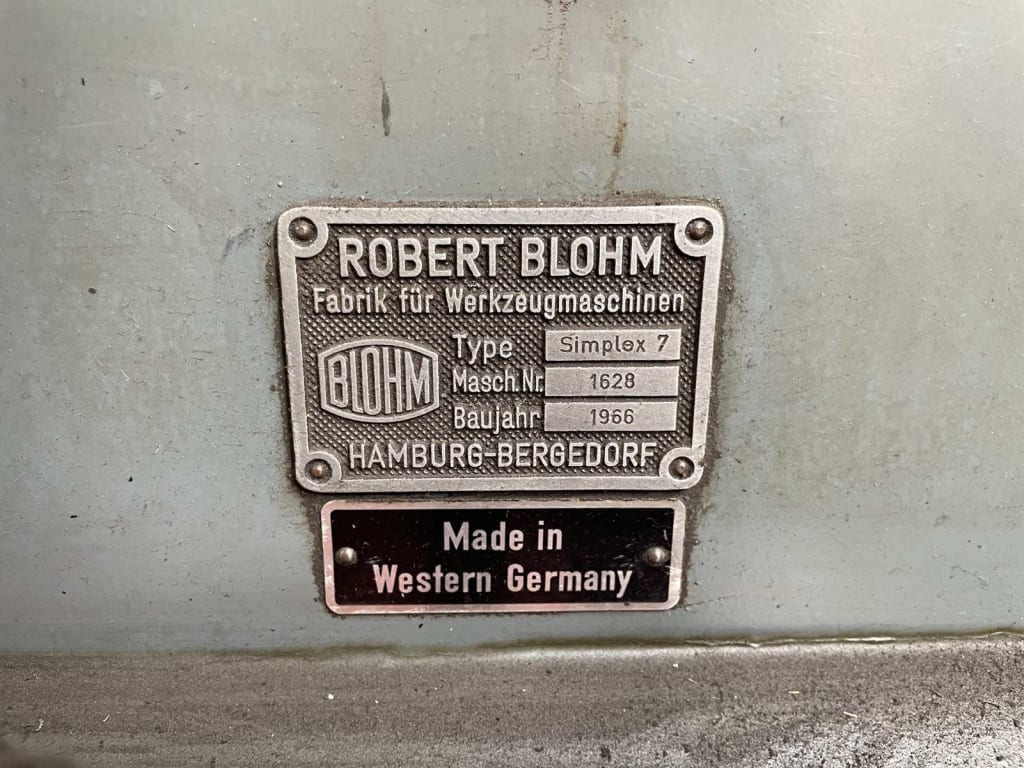 ROBERT BLOHM
Fabrik für Werkzeugmaschinen
BLOHM
Type Simplex 7
Masch.Nr. 1628
Baujahr 1966
HAMBURG-BERGEDORF
Made in
Western Germany